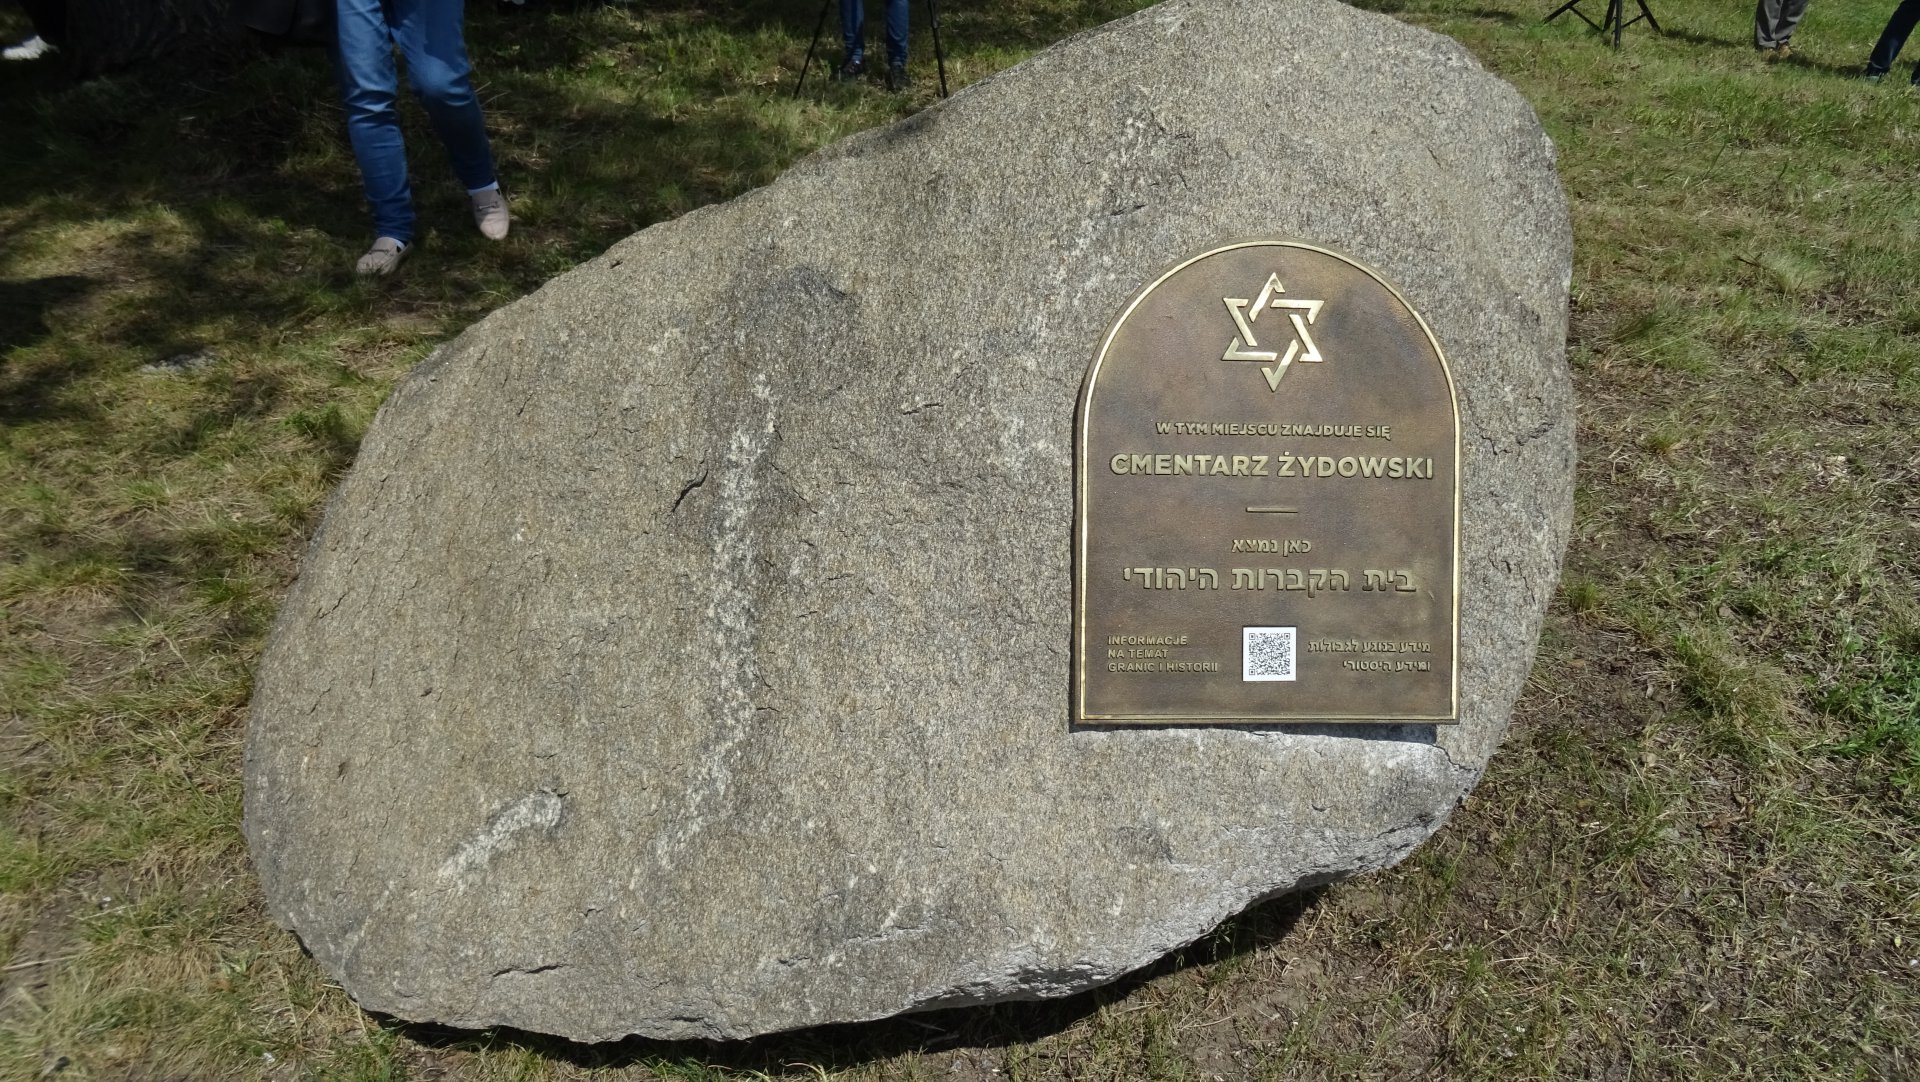 W TYM MIEJSCU ZNAJDUJE SIĘ
CMENTARZ ŻYDOWSKI
כאן נמצא
בית הקברות היהודי
INFORMACJE
NA TEMAT
GRANIC I HISTORII
מידע בנוגע לגבולות
ומידע היסטורי